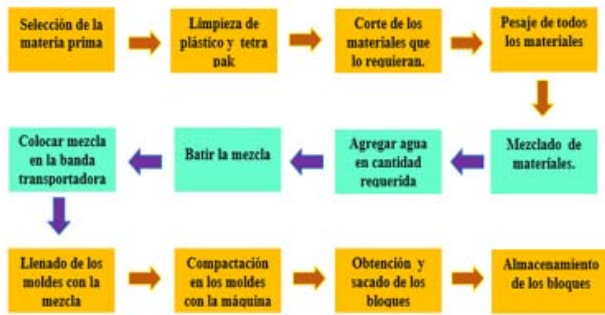 Selección de la
materia prima
Limpieza de
plástico y tetra
pak
Corte de los
materiales que
lo requieran.
Pesaje de todos
los materiales
Mezclado de
materiales.
Agregar agua
en cantidad
requerida
Batir la mezcla
Colocar mezcla
en la banda
transportadora
Llenado de los
moldes con la
mezcla
Compactación
en los moldes
con la máquina
Obtención y
sacado de los
bloques
Almacenamiento
de los bloques